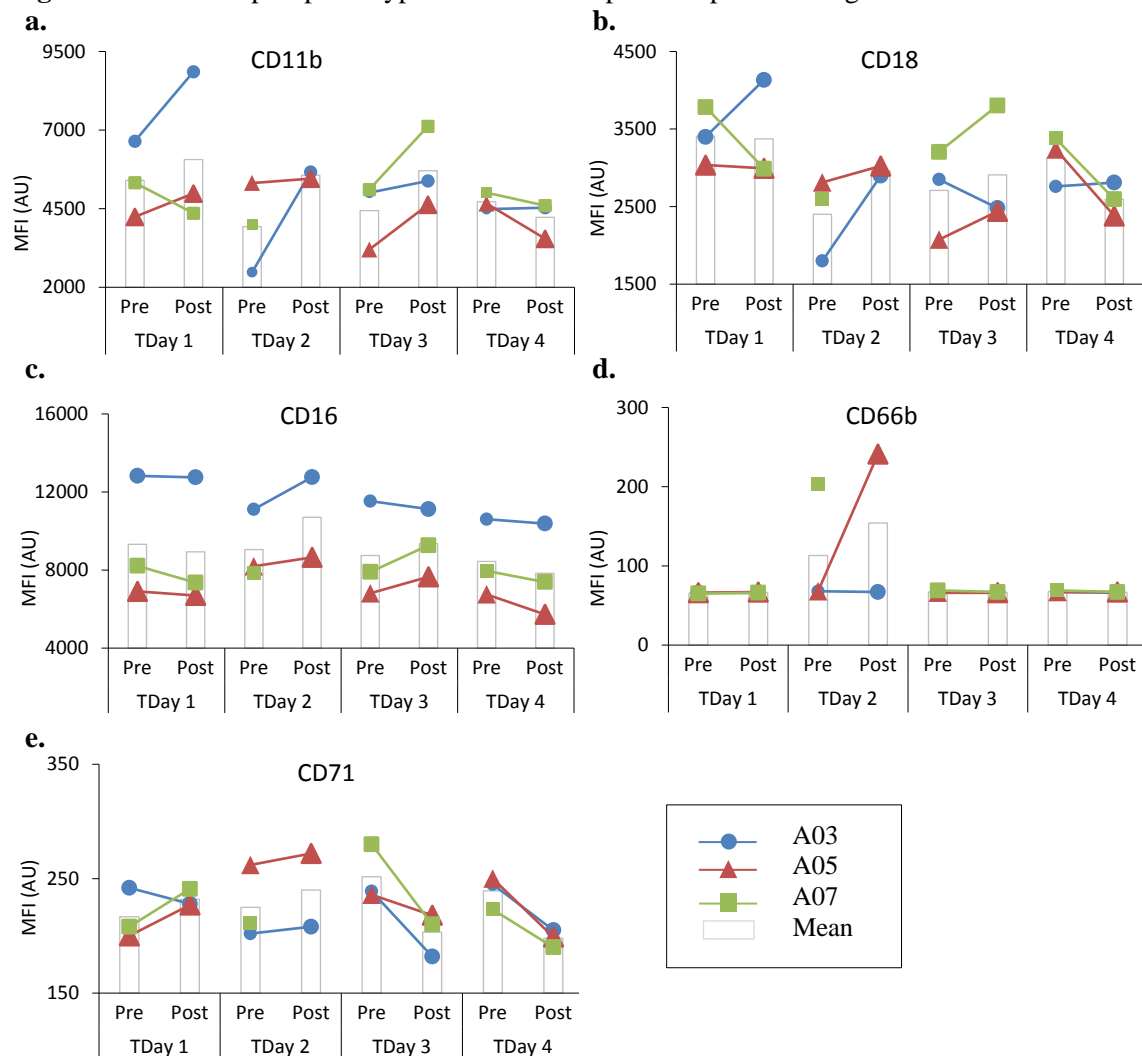 a.
CD11b
9500
7000
4500
2000
MFI (AU)
Pre Post Pre Post Pre Post Pre Post
TDay 1 TDay 2 TDay 3 TDay 4
b.
CD18
4500
3500
2500
1500
MFI (AU)
Pre Post Pre Post Pre Post Pre Post
TDay 1 TDay 2 TDay 3 TDay 4
c.
CD16
16000
12000
8000
4000
MFI (AU)
Pre Post Pre Post Pre Post Pre Post
TDay 1 TDay 2 TDay 3 TDay 4
d.
CD66b
300
200
100
0
MFI (AU)
Pre Post Pre Post Pre Post Pre Post
TDay 1 TDay 2 TDay 3 TDay 4
e.
CD71
350
250
150
MFI (AU)
Pre Post Pre Post Pre Post Pre Post
TDay 1 TDay 2 TDay 3 TDay 4
A03
A05
A07
Mean